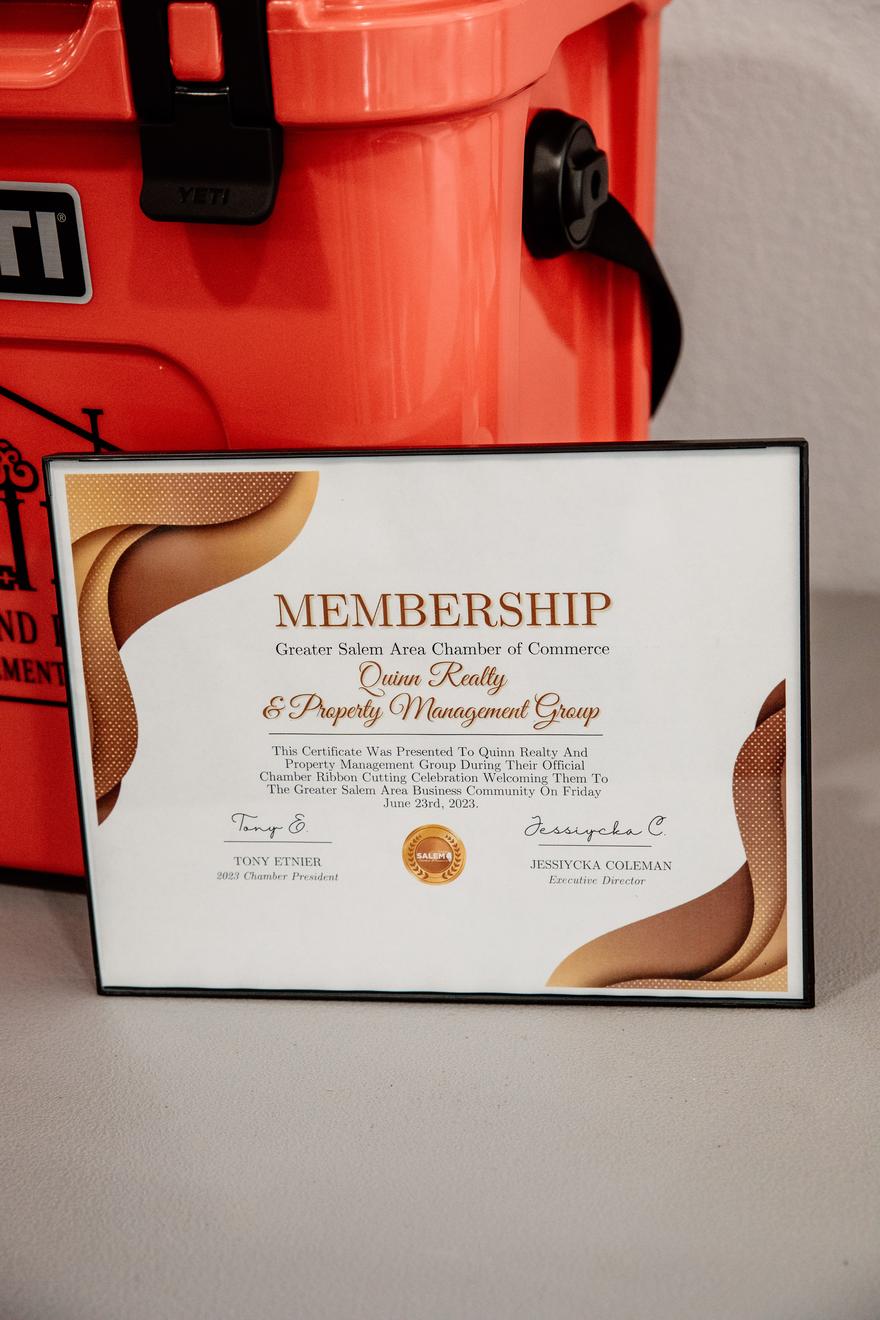 YETI
TI®
ND
MENT
MEMBERSHIP
Greater Salem Area Chamber of Commerce
Quinn Realty
& Property Management Group
This Certificate Was Presented To Quinn Realty And
Property Management Group During Their Official
Chamber Ribbon Cutting Celebration Welcoming Them To
The Greater Salem Area Business Community On Friday
June 23rd, 2023.
Tony E.
Jessiycka C.
TONY ETNIER
2023 Chamber President
SALEM
JESSIYCKA COLEMAN
Executive Director